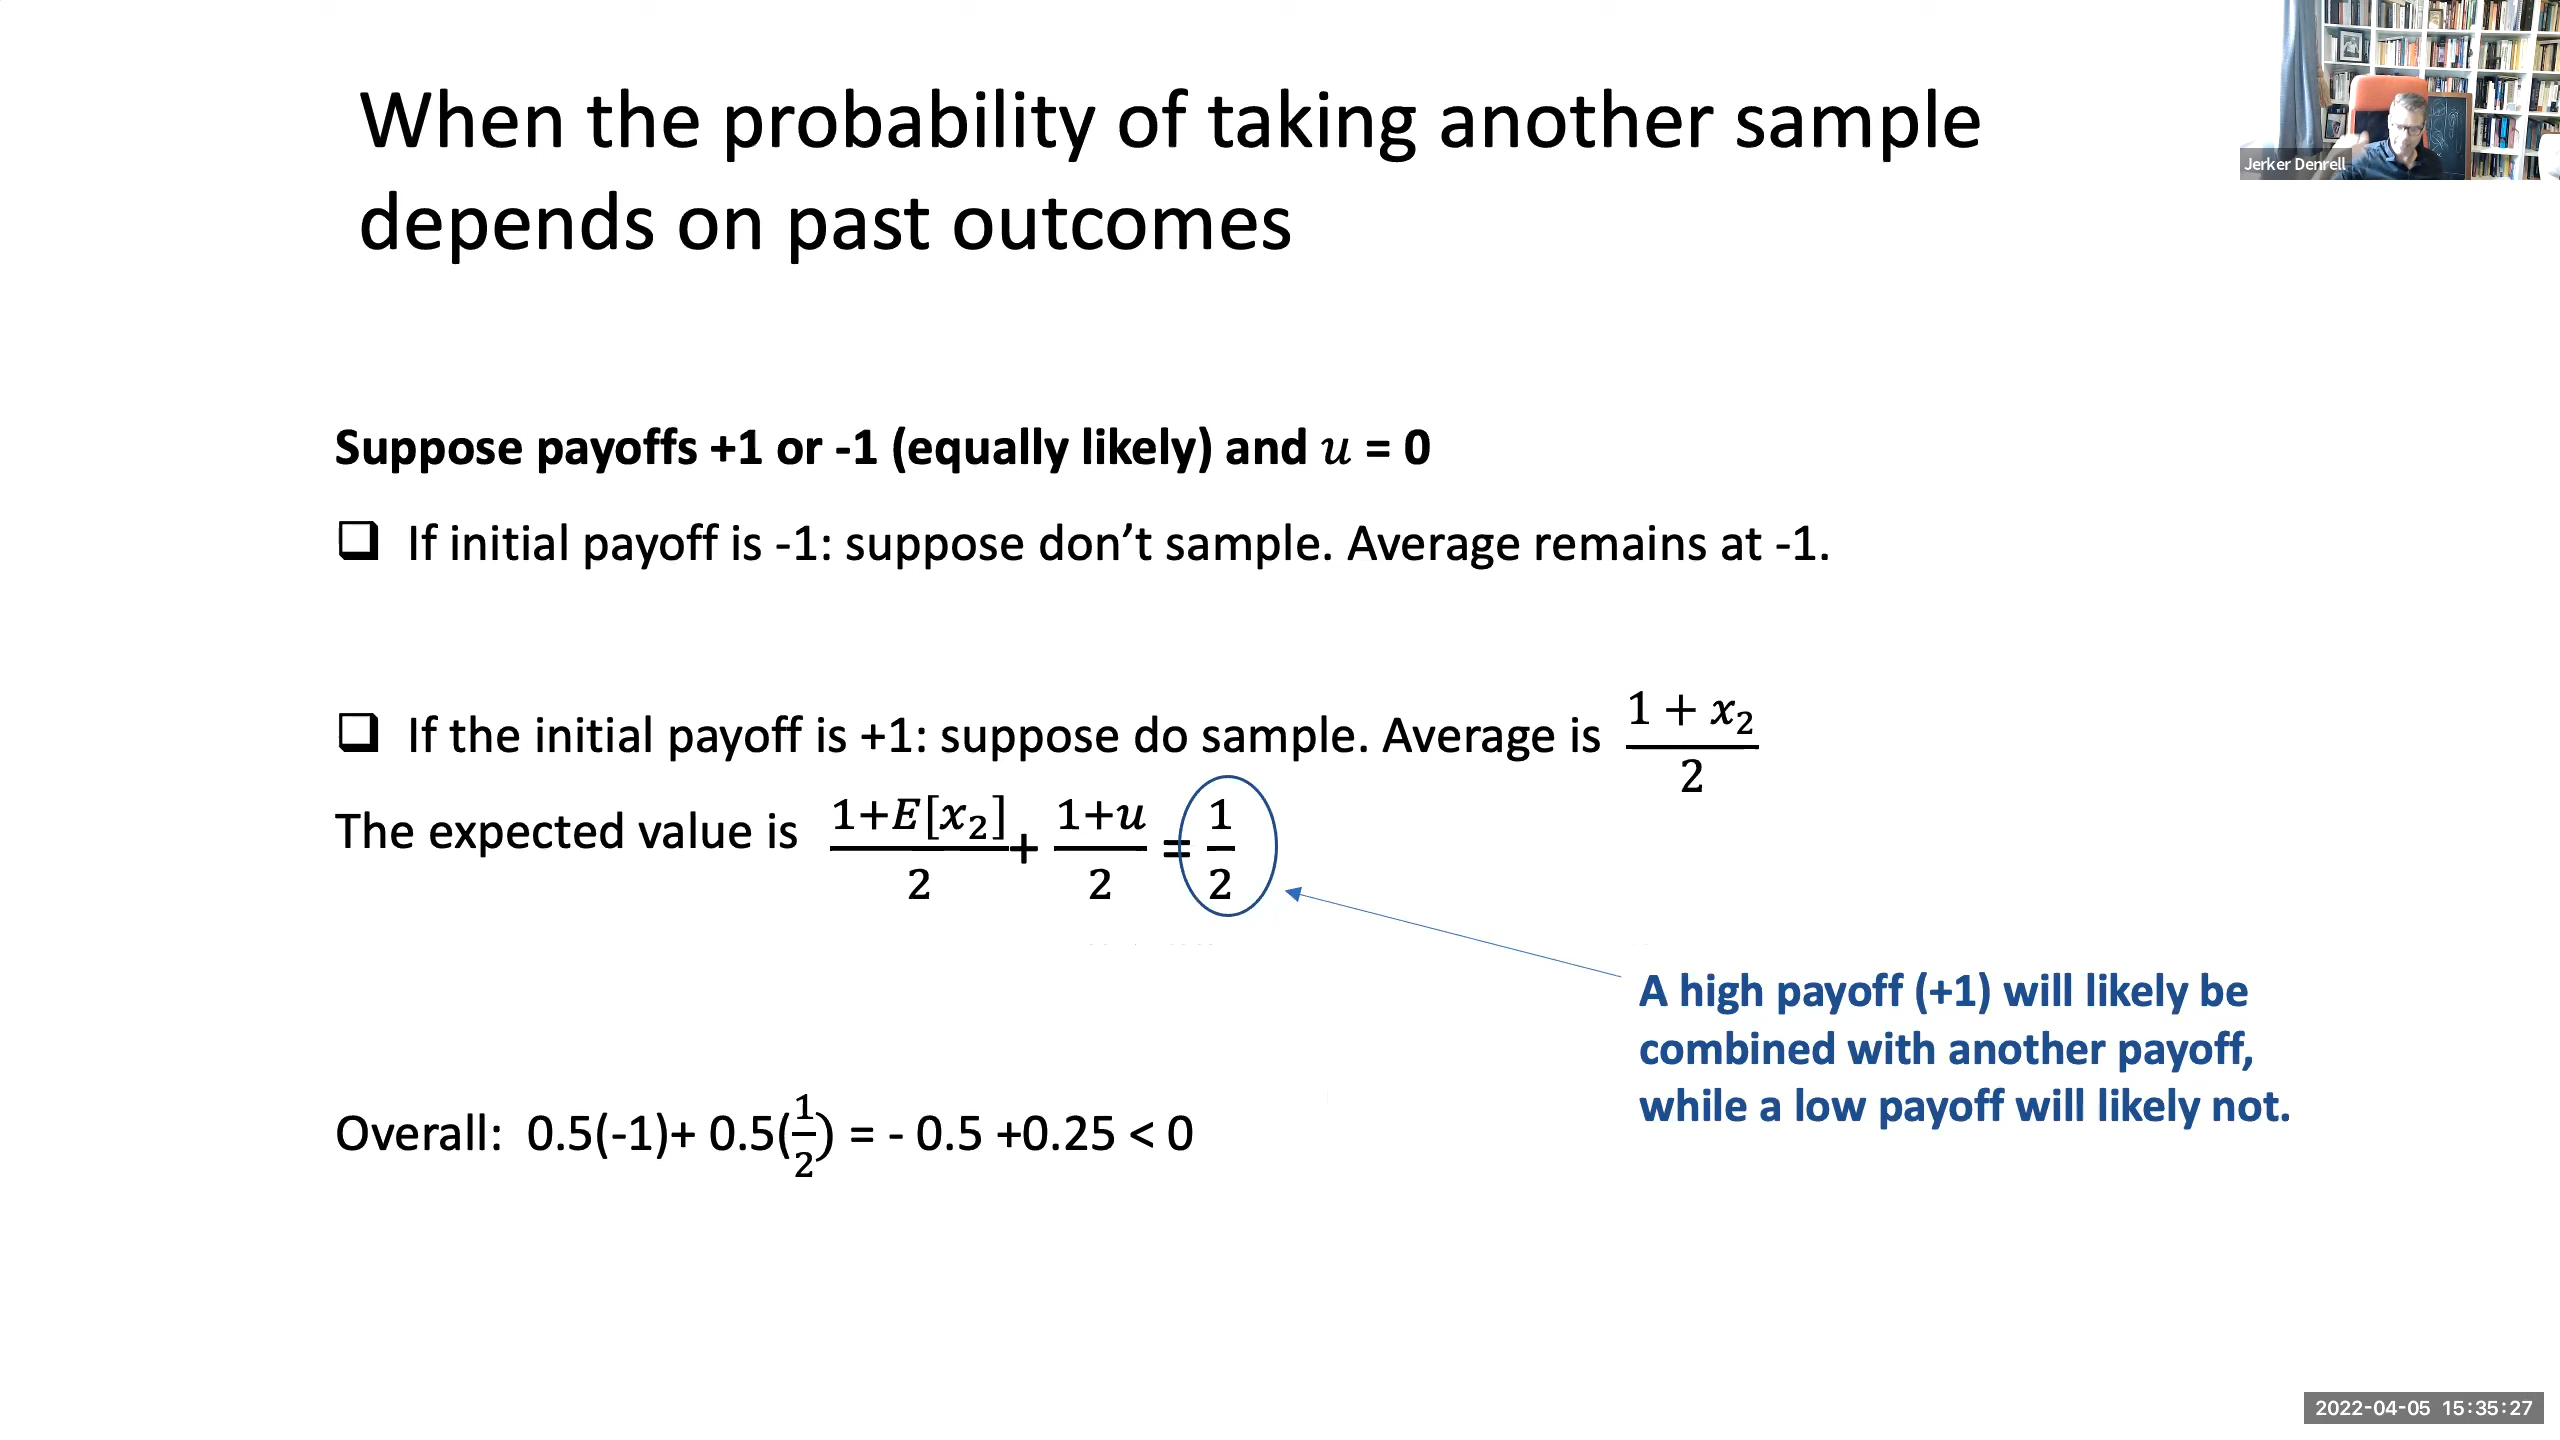 When the probability of taking another sample
depends on past outcomes
Jerker Denrell
Suppose payoffs +1 or -1 (equally likely) and u = 0
❑ If initial payoff is -1: suppose don’t sample. Average remains at -1.
❑ If the initial payoff is +1: suppose do sample. Average is (1 + x₂)/2
The expected value is (1+E[x₂])/2 + (1+u)/2 = 1/2
A high payoff (+1) will likely be
combined with another payoff,
while a low payoff will likely not.
Overall: 0.5(-1)+ 0.5(1/2) = - 0.5 +0.25 < 0
2022-04-05 15:35:27